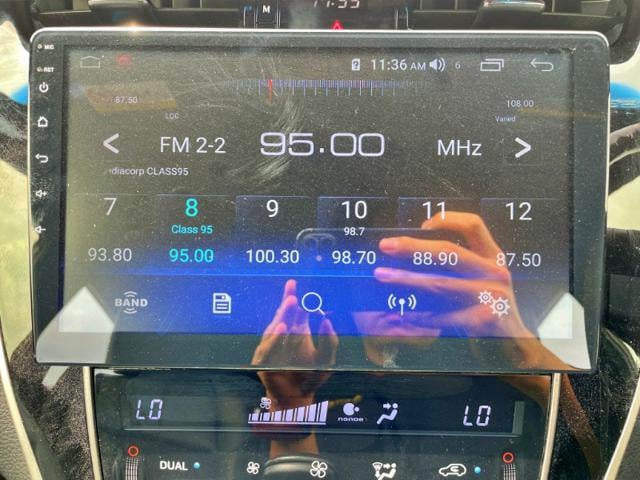 M
MIC
RST
11:36 AM 6
87.50 108.00
LOC Varied
< FM 2-2 95.00 MHz >
diacorp CLASS95
7 8 9 10 11 12
Class 95 98.7
93.80 95.00 100.30 98.70 88.90 87.50
BAND
LO nanoe LO
DUAL